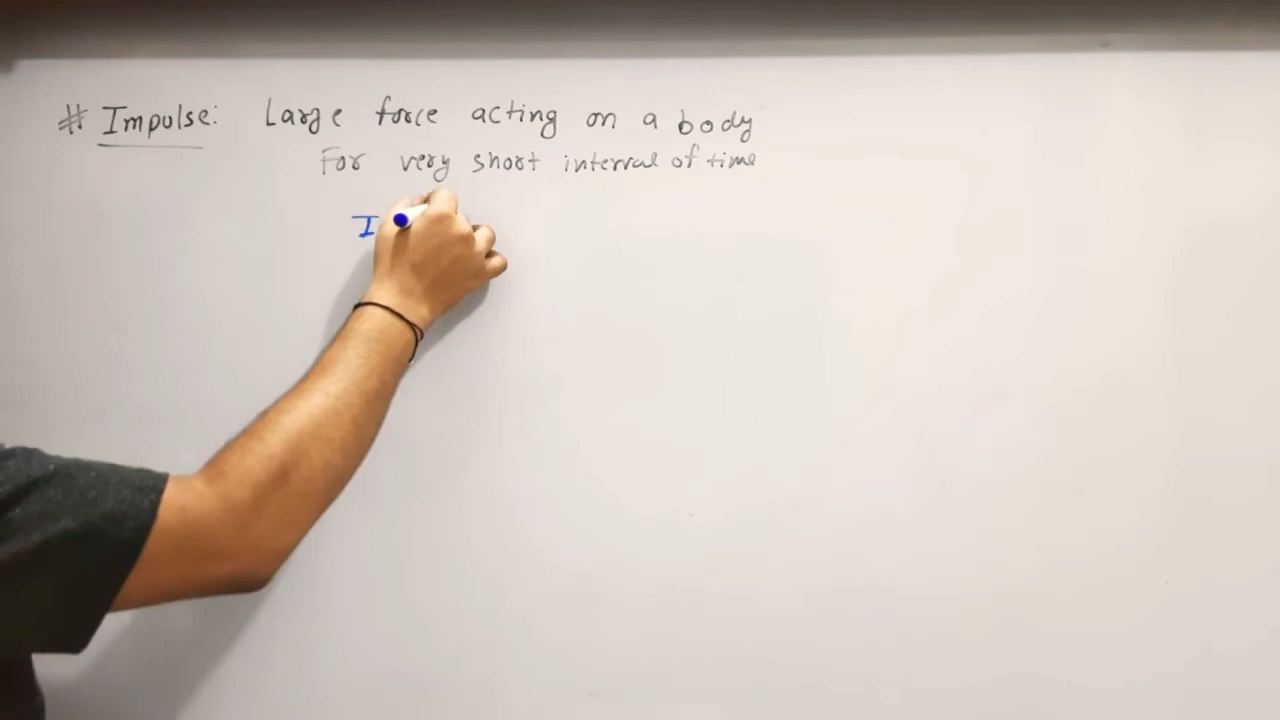 # Impulse: Large force acting on a body
For very short interval of time
I